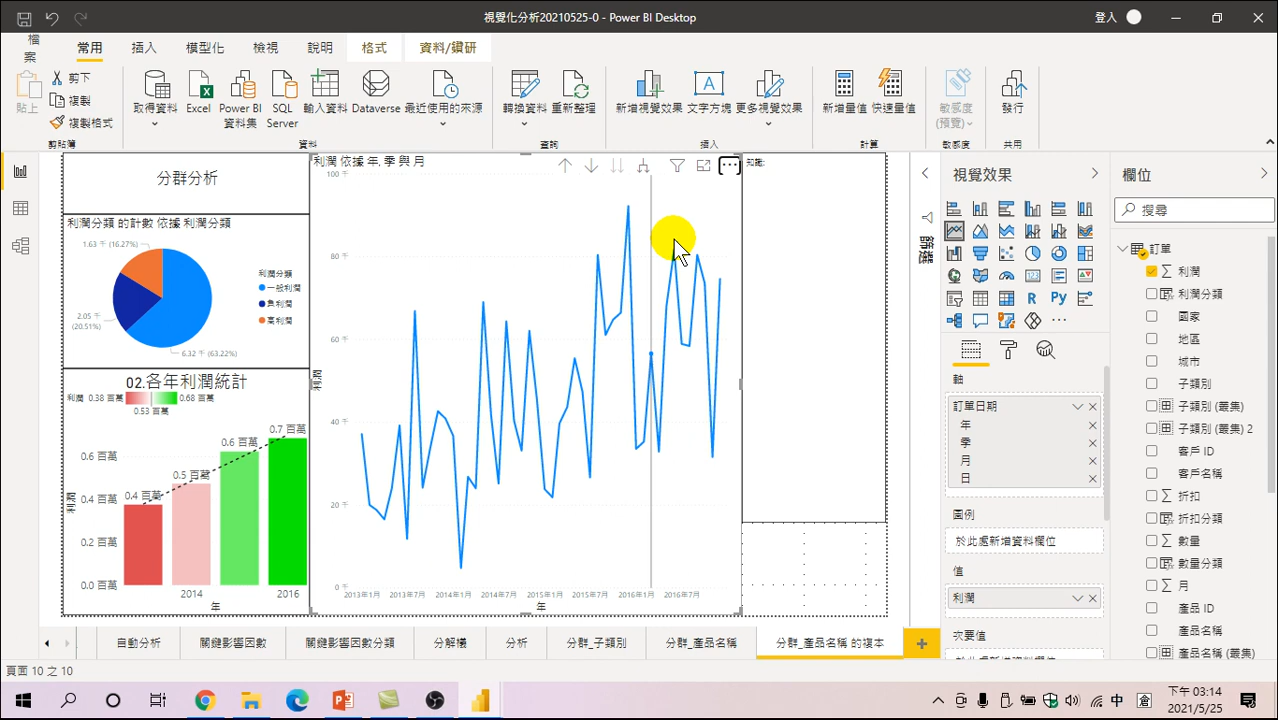 視覺化分析20210525-0 - Power BI Desktop
登入
檔案
常用
插入
模型化
檢視
說明
格式
資料/鑽研
貼上
剪下
複製
複製格式
剪貼簿
取得資料
Excel
Power BI 資料集
SQL Server
輸入資料
Dataverse
最近使用的來源
資料
轉換資料
重新整理
查詢
新增視覺效果
文字方塊
更多視覺效果
插入
新增量值
快速量值
計算
敏感度 (預覽)
敏感度
發行
共用
分群分析
利潤分類 的計數 依據 利潤分類
1.63 千 (16.27%)
2.05 千 (20.51%)
6.32 千 (63.22%)
利潤分類
一般利潤
負利潤
高利潤
02.各年利潤統計
利潤 0.38 百萬
0.68 百萬
0.53 百萬
0.7 百萬
0.6 百萬
0.6 百萬
0.5 百萬
0.4 百萬
0.4 百萬
0.2 百萬
0.0 百萬
利潤
2014
2016
年
利潤 依據 年, 季 與 月
100 千
80 千
60 千
40 千
20 千
0 千
利潤
2013年1月
2013年7月
2014年1月
2014年7月
2015年1月
2015年7月
2016年1月
2016年7月
年
知識:
篩選
視覺效果
R
Py
123
軸
訂單日期
年
季
月
日
圖例
於此處新增資料欄位
值
利潤
次要值
於此處新增資料欄位
欄位
搜尋
訂單
利潤
利潤分類
國家
地區
城市
子類別
子類別 (叢集)
子類別 (叢集) 2
客戶 ID
客戶名稱
折扣
折扣分類
數量
數量分類
月
產品 ID
產品名稱
產品名稱 (叢集)
自動分析
關鍵影響因數
關鍵影響因數分類
分解樹
分析
分群_子類別
分群_產品名稱
分群_產品名稱 的複本
頁面 10 之 10
中
倉
下午 03:14
2021/5/25